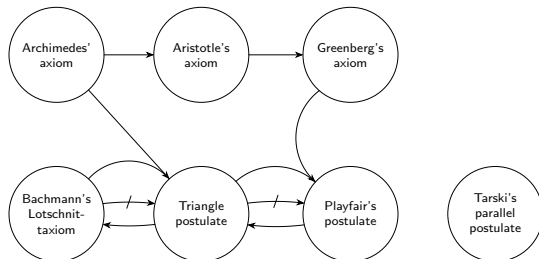 Archimedes'
axiom
Aristotle's
axiom
Greenberg's
axiom
Bachmann's
Lotschnit-
taxiom
Triangle
postulate
Playfair's
postulate
Tarski's
parallel
postulate